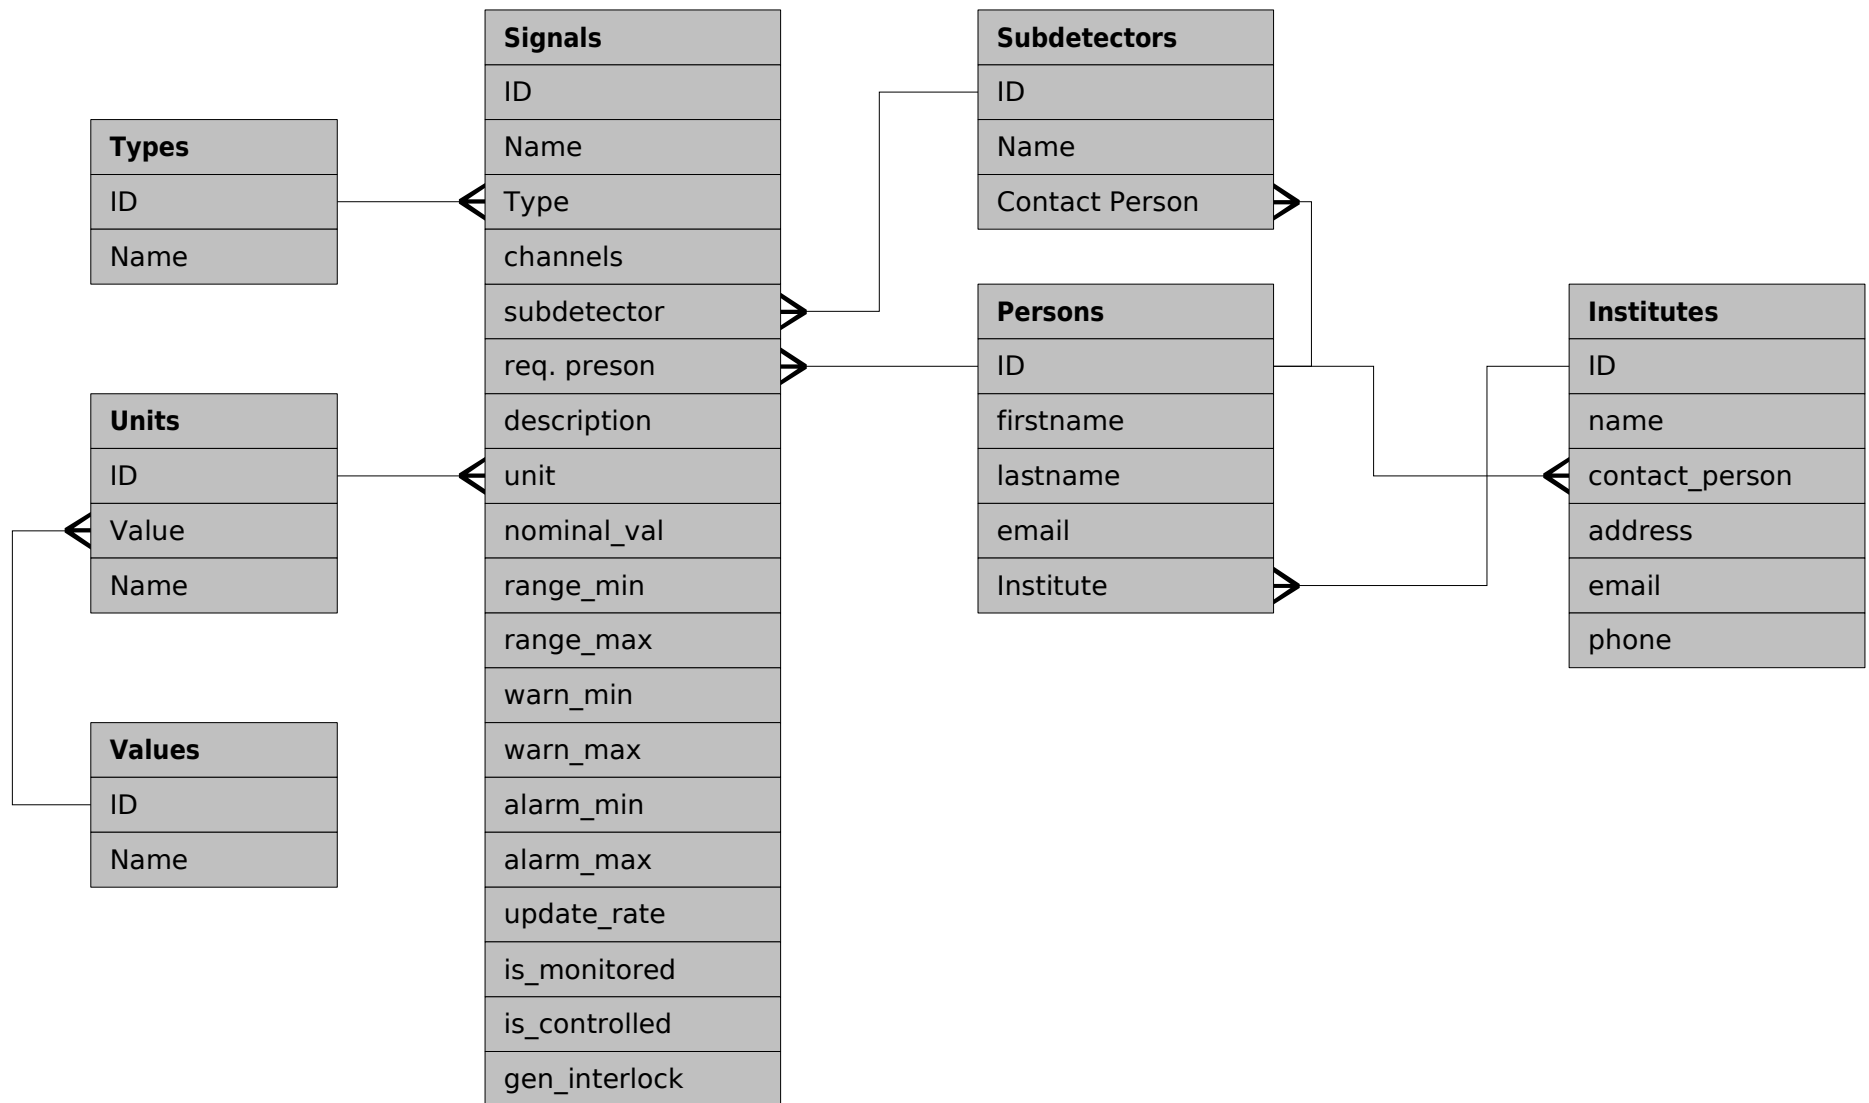 Types
ID
Name
Units
ID
Value
Name
Values
ID
Name
Signals
ID
Name
Type
channels
subdetector
req. preson
description
unit
nominal_val
range_min
range_max
warn_min
warn_max
alarm_min
alarm_max
update_rate
is_monitored
is_controlled
gen_interlock
Subdetectors
ID
Name
Contact Person
Persons
ID
firstname
lastname
email
Institute
Institutes
ID
name
contact_person
address
email
phone